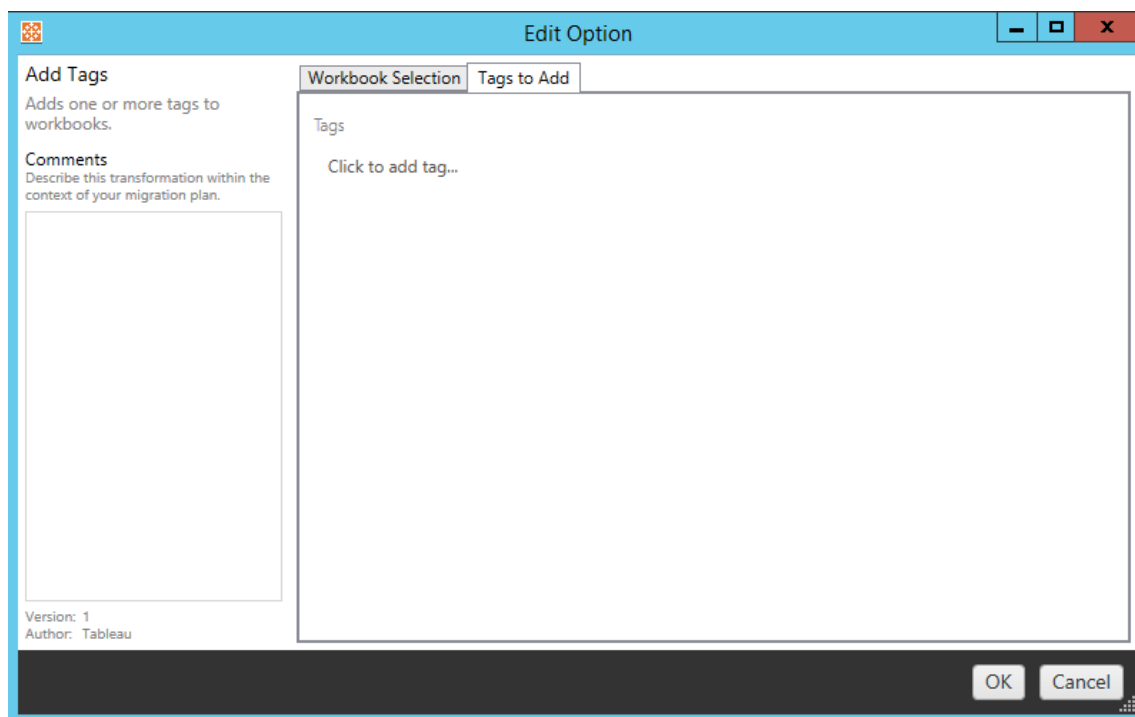 Edit Option
X
Add Tags
Adds one or more tags to
workbooks.
Comments
Describe this transformation within the
context of your migration plan.
Version: 1
Author: Tableau
Workbook Selection
Tags to Add
Tags
Click to add tag...
OK
Cancel